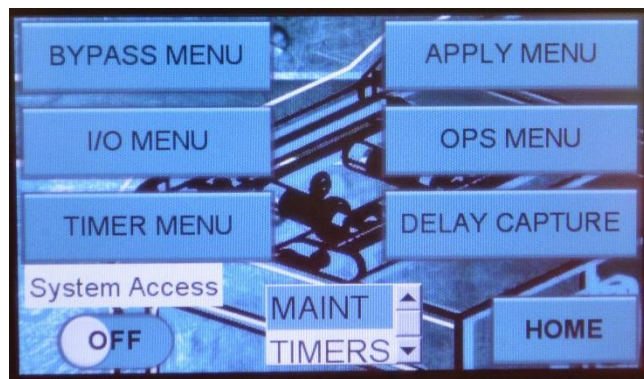 BYPASS MENU
APPLY MENU
I/O MENU
OPS MENU
TIMER MENU
DELAY CAPTURE
System Access
OFF
MAINT
TIMERS
HOME